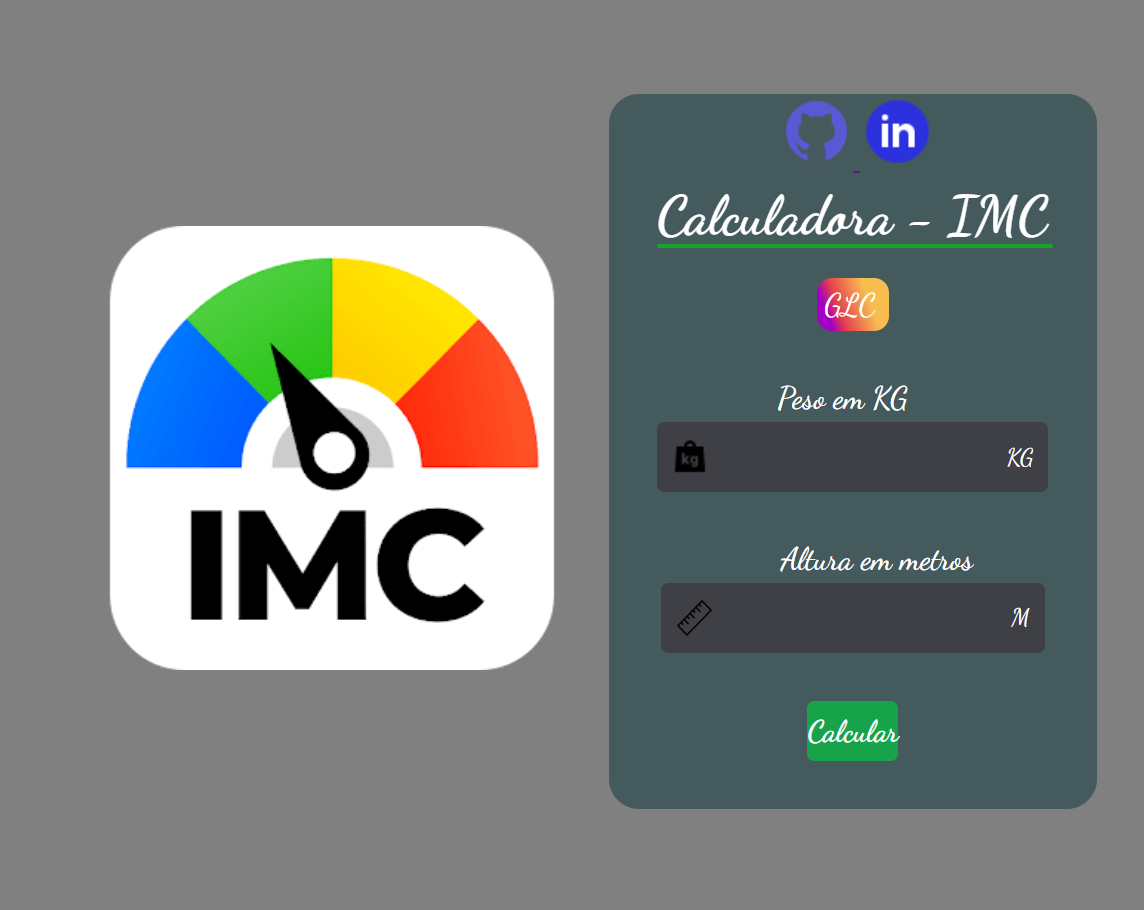 IMC
in
Calculadora - IMC
GLC
Peso em KG
kg KG
Altura em metros
M
Calcular